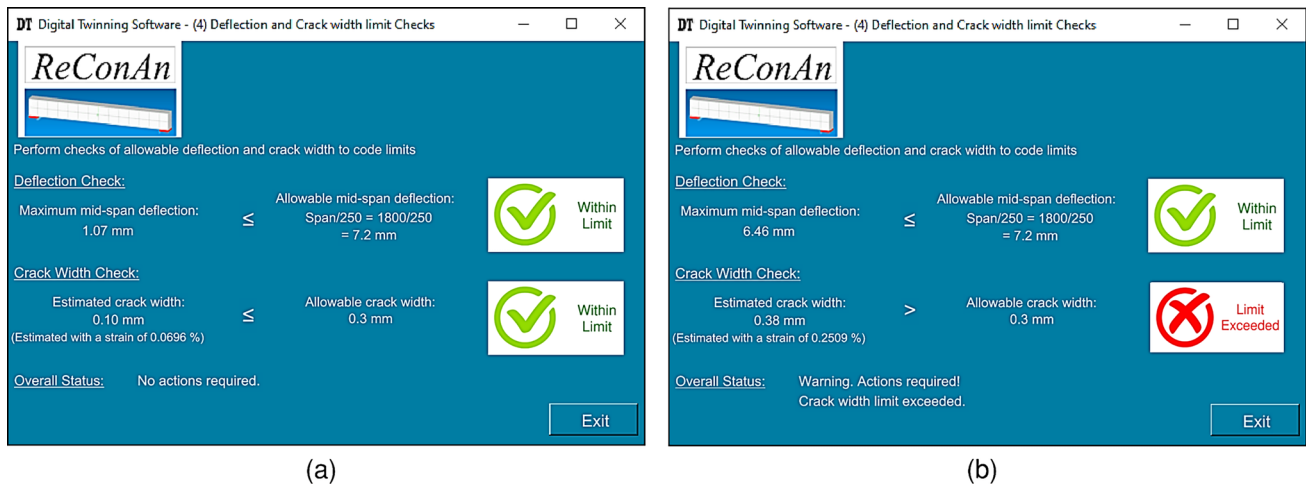 DT Digital Twinning Software - (4) Deflection and Crack width limit Checks
ReConAn
Perform checks of allowable deflection and crack width to code limits
Deflection Check:
Maximum mid-span deflection:
1.07 mm
≤
Allowable mid-span deflection:
Span/250 = 1800/250
= 7.2 mm
Within
Limit
Crack Width Check:
Estimated crack width:
0.10 mm
(Estimated with a strain of 0.0696 %)
≤
Allowable crack width:
0.3 mm
Within
Limit
Overall Status: No actions required.
Exit
(a)
DT Digital Twinning Software - (4) Deflection and Crack width limit Checks
ReConAn
Perform checks of allowable deflection and crack width to code limits
Deflection Check:
Maximum mid-span deflection:
6.46 mm
≤
Allowable mid-span deflection:
Span/250 = 1800/250
= 7.2 mm
Within
Limit
Crack Width Check:
Estimated crack width:
0.38 mm
(Estimated with a strain of 0.2509 %)
>
Allowable crack width:
0.3 mm
Limit
Exceeded
Overall Status: Warning. Actions required!
Crack width limit exceeded.
Exit
(b)